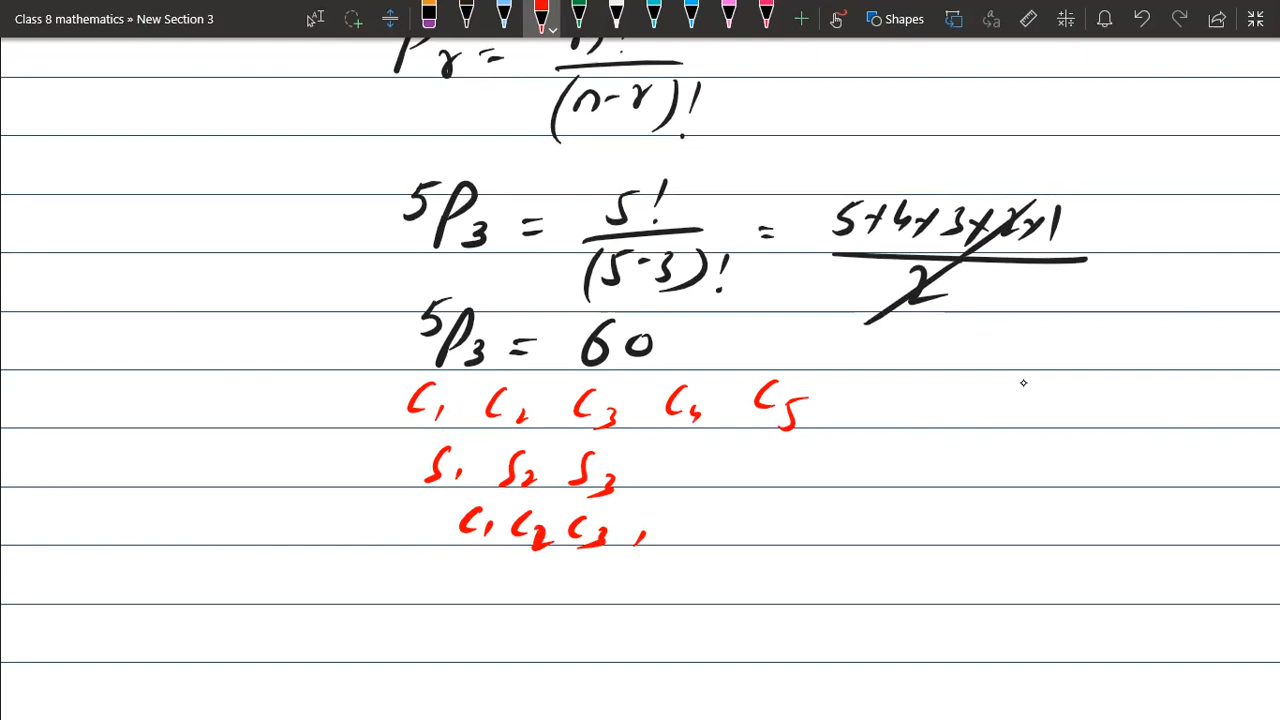 Class 8 mathematics » New Section 3
Shapes
Pr = n!/(n-r)!
⁵P₃ = 5!/(5-3)! = 5×4×3×2×1/2
⁵P₃ = 60
C₁ C₂ C₃ C₄ C₅
S₁ S₂ S₃
C₁ C₂ C₃ ,